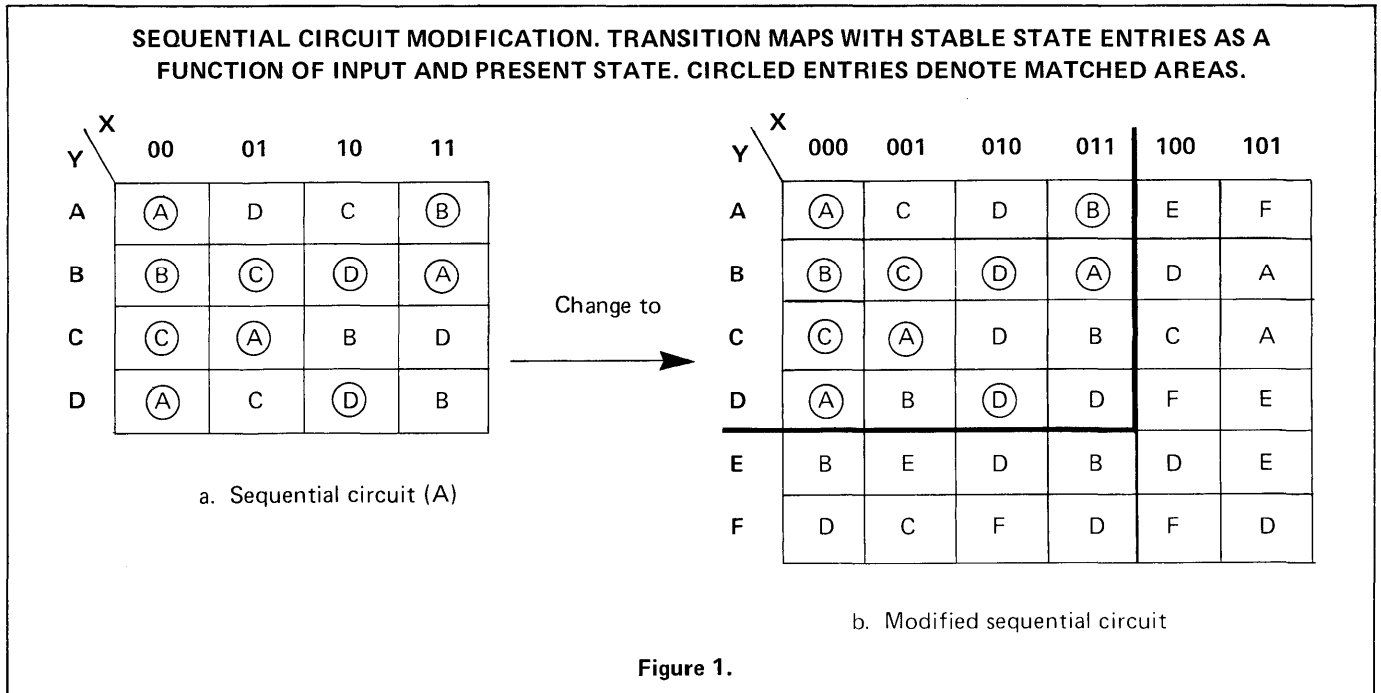 SEQUENTIAL CIRCUIT MODIFICATION. TRANSITION MAPS WITH STABLE STATE ENTRIES AS A
FUNCTION OF INPUT AND PRESENT STATE. CIRCLED ENTRIES DENOTE MATCHED AREAS.
X
Y 00 01 10 11
A A D C B
B B C D A
C C A B D
D A C D B
a. Sequential circuit (A)
Change to
X
Y 000 001 010 011 100 101
A A C D B E F
B B C D A D A
C C A D B C A
D A B D D F E
E B E D B D E
F D C F D F D
b. Modified sequential circuit
Figure 1.